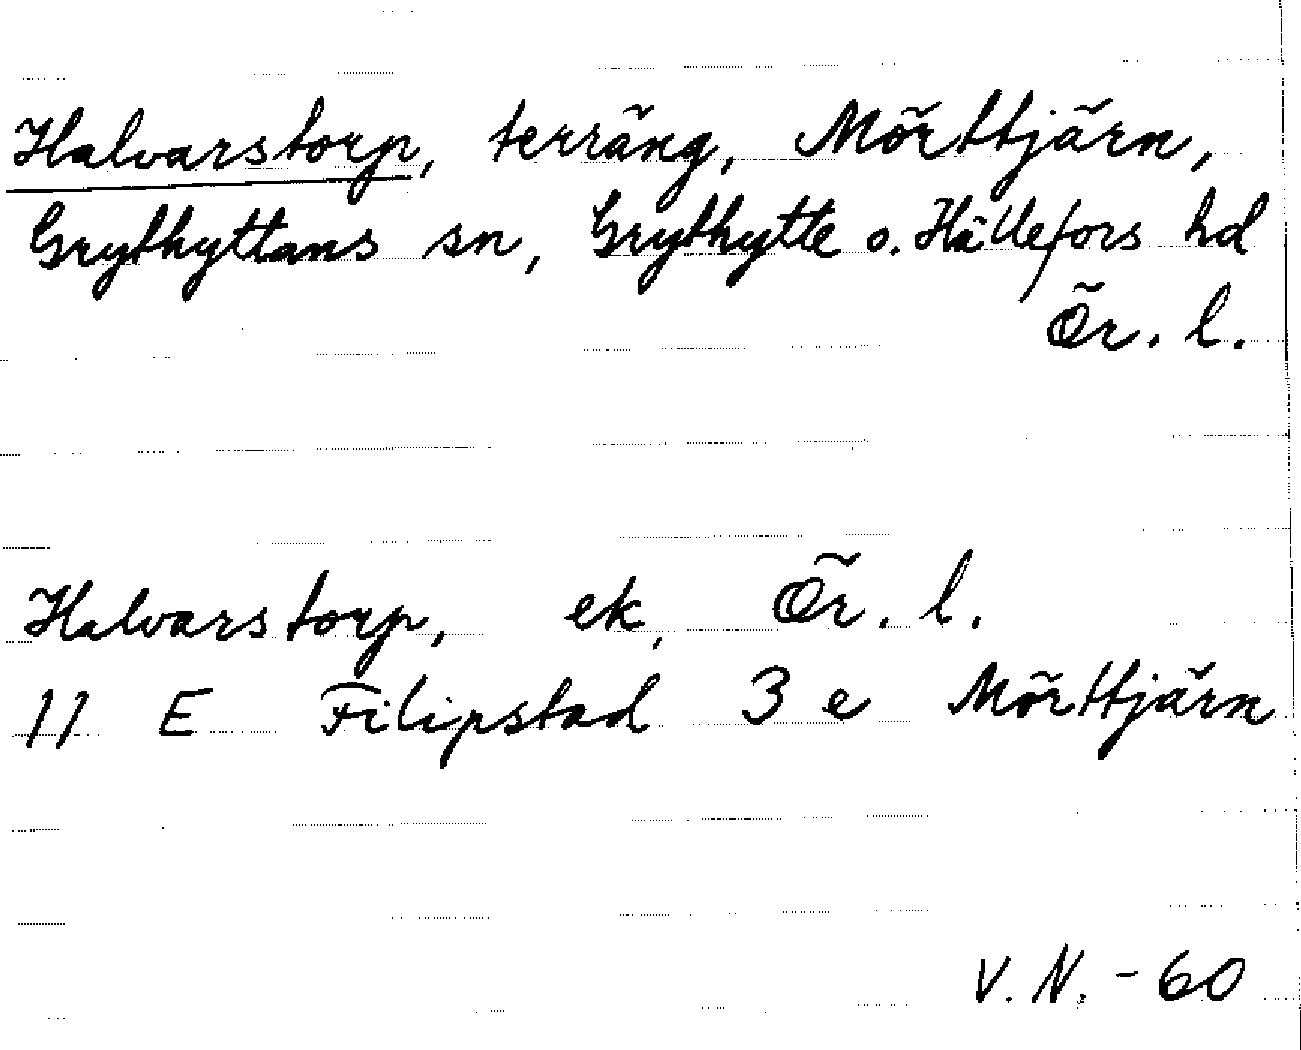 Halvarstorp, terräng, Mörttjärn,
Grythyttans sn, Grythytte o. Hällefors hd
Ör. l.
Halvarstorp, ek, Ör. l.
11 E Filipstad 3 e Mörttjärn
V. N. - 60